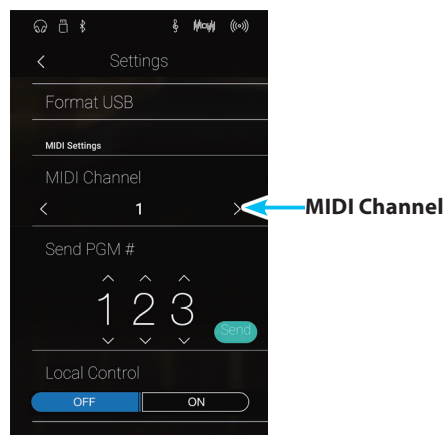 Settings
Format USB
MIDI Settings
MIDI Channel
1
MIDI Channel
Send PGM #
1 2 3
Send
Local Control
OFF ON